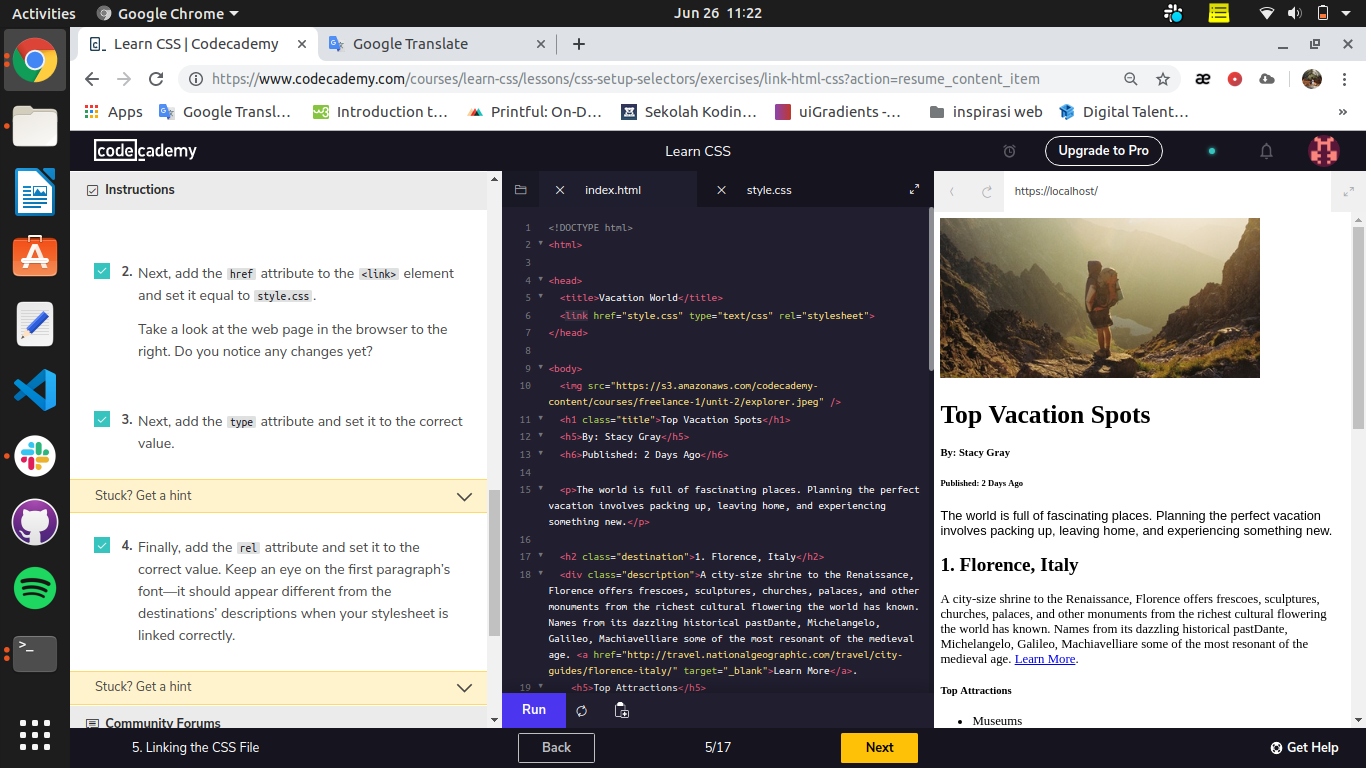 Activities
Google Chrome
Jun 26 11:22
Learn CSS | Codecademy
Google Translate
https://www.codecademy.com/courses/learn-css/lessons/css-setup-selectors/exercises/link-html-css?action=resume_content_item
æ
Apps
Google Transl…
Introduction t…
Printful: On-D…
Sekolah Kodin…
uiGradients -…
inspirasi web
Digital Talent…
»
codecademy
Learn CSS
Upgrade to Pro
Instructions
2. Next, add the href attribute to the <link> element
and set it equal to style.css.
Take a look at the web page in the browser to the
right. Do you notice any changes yet?
3. Next, add the type attribute and set it to the correct
value.
Stuck? Get a hint
4. Finally, add the rel attribute and set it to the
correct value. Keep an eye on the first paragraph's
font—it should appear different from the
destinations' descriptions when your stylesheet is
linked correctly.
Stuck? Get a hint
Community Forums
index.html
style.css
1 <!DOCTYPE html>
2 <html>
3
4 <head>
5 <title>Vacation World</title>
6 <link href="style.css" type="text/css" rel="stylesheet">
7 </head>
8
9 <body>
10 <img src="https://s3.amazonaws.com/codecademy-
content/courses/freelance-1/unit-2/explorer.jpeg" />
11 <h1 class="title">Top Vacation Spots</h1>
12 <h5>By: Stacy Gray</h5>
13 <h6>Published: 2 Days Ago</h6>
14
15 <p>The world is full of fascinating places. Planning the perfect
vacation involves packing up, leaving home, and experiencing
something new.</p>
16
17 <h2 class="destination">1. Florence, Italy</h2>
18 <div class="description">A city-size shrine to the Renaissance,
Florence offers frescoes, sculptures, churches, palaces, and other
monuments from the richest cultural flowering the world has known.
Names from its dazzling historical pastDante, Michelangelo,
Galileo, Machiavelliare some of the most resonant of the medieval
age. <a href="http://travel.nationalgeographic.com/travel/city-
guides/florence-italy/" target="_blank">Learn More</a>.
19 <h5>Top Attractions</h5>
Run
https://localhost/
Top Vacation Spots
By: Stacy Gray
Published: 2 Days Ago
The world is full of fascinating places. Planning the perfect vacation
involves packing up, leaving home, and experiencing something new.
1. Florence, Italy
A city-size shrine to the Renaissance, Florence offers frescoes, sculptures,
churches, palaces, and other monuments from the richest cultural flowering
the world has known. Names from its dazzling historical pastDante,
Michelangelo, Galileo, Machiavelliare some of the most resonant of the
medieval age. Learn More.
Top Attractions
• Museums
5. Linking the CSS File
Back
5/17
Next
Get Help